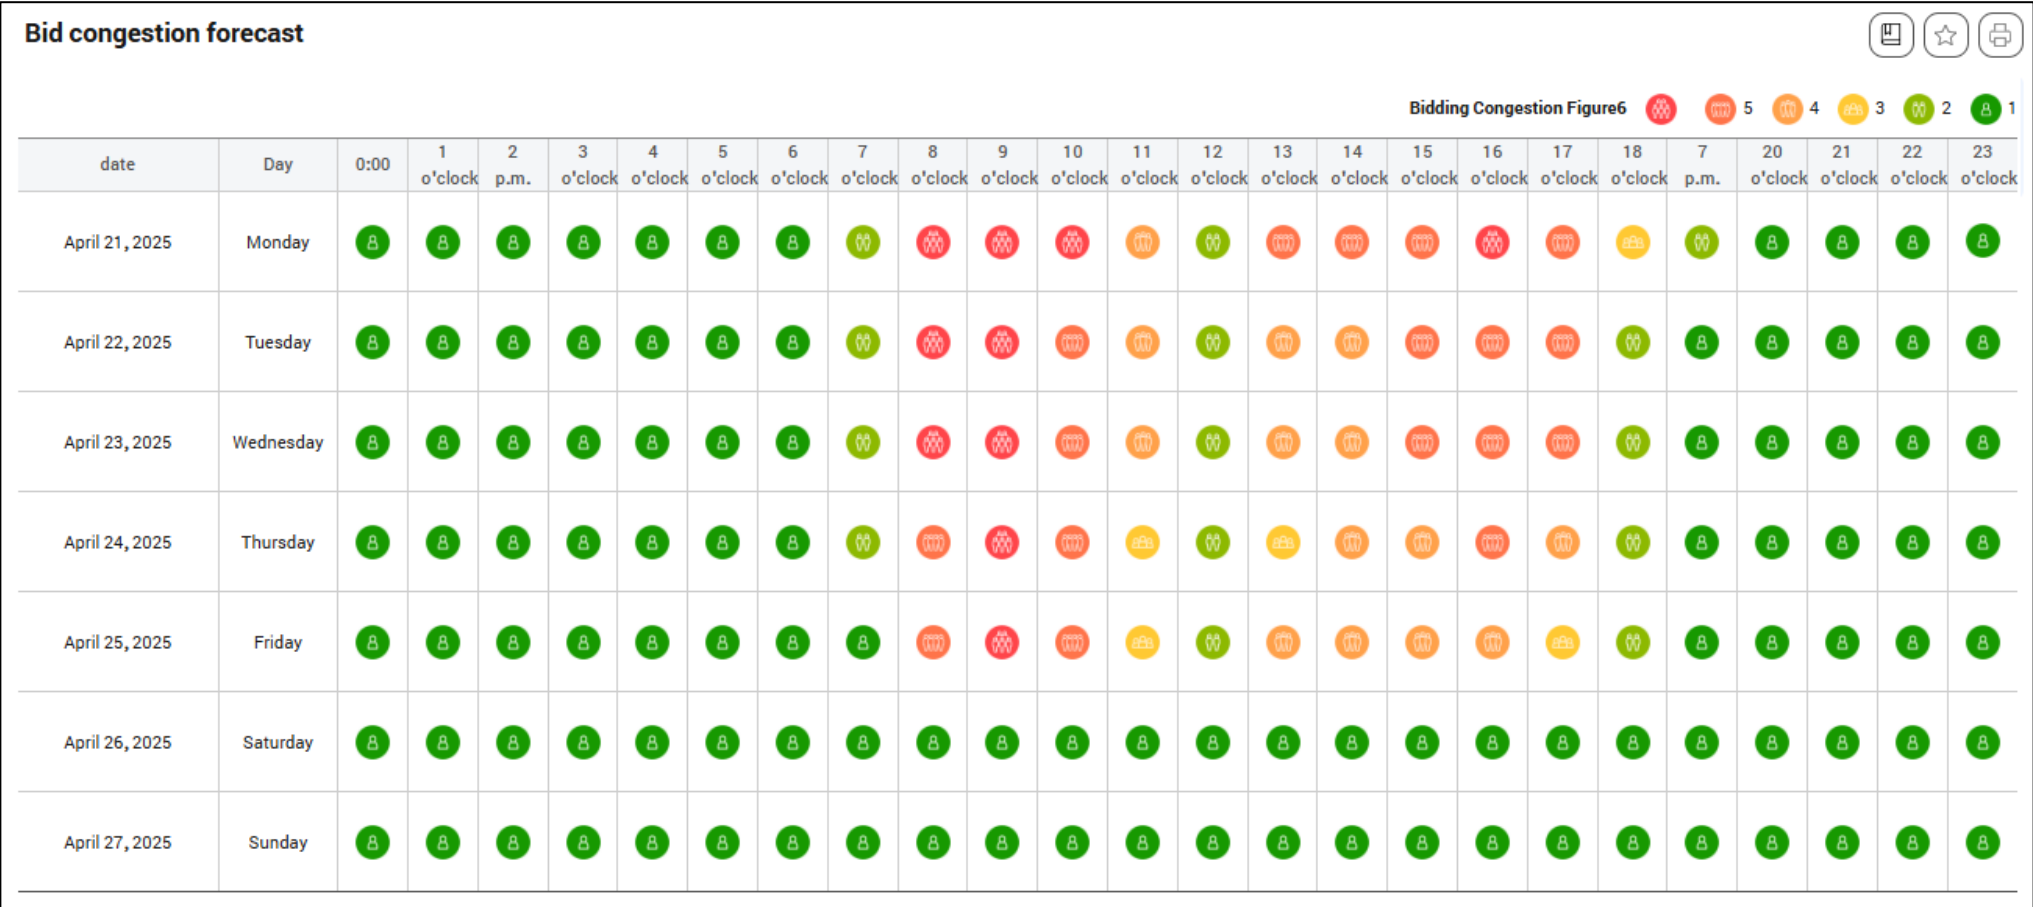 Bid congestion forecast
Bidding Congestion Figure6 5 4 3 2 1
date Day 0:00 1 o'clock 2 p.m. 3 o'clock 4 o'clock 5 o'clock 6 o'clock 7 o'clock 8 o'clock 9 o'clock 10 o'clock 11 o'clock 12 o'clock 13 o'clock 14 o'clock 15 o'clock 16 o'clock 17 o'clock 18 o'clock 7 p.m. 20 o'clock 21 o'clock 22 o'clock 23 o'clock
April 21, 2025 Monday
April 22, 2025 Tuesday
April 23, 2025 Wednesday
April 24, 2025 Thursday
April 25, 2025 Friday
April 26, 2025 Saturday
April 27, 2025 Sunday